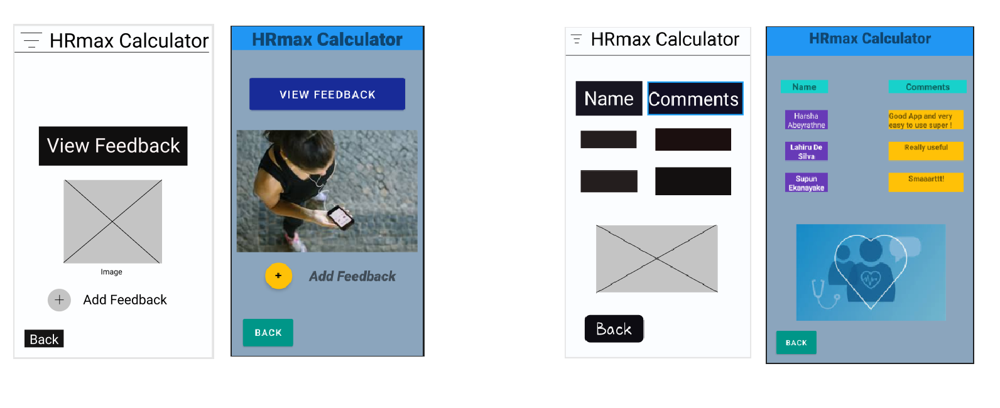 HRmax Calculator
View Feedback
Image
+ Add Feedback
Back
HRmax Calculator
VIEW FEEDBACK
+ Add Feedback
BACK
HRmax Calculator
Name Comments
Back
HRmax Calculator
Name Comments
Harsha
Abeyrathne
Good App and very
easy to use super !
Lahiru De
Silva
Really useful
Supun
Ekanayake
Smaaarttt!
BACK